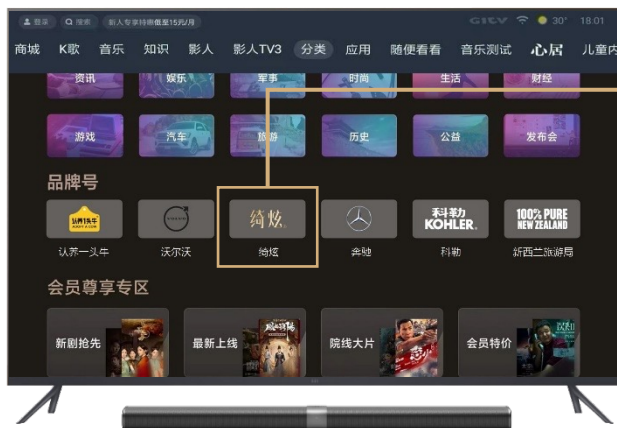 登录 搜索 新人专享特惠低至15元/月 GITV 30° 18:01
商城 K歌 音乐 知识 影人 影人TV3 分类 应用 随便看看 音乐测试 心居 儿童内
资讯 娱乐 军事 时尚 生活 财经
游戏 汽车 旅游 历史 公益 发布会
品牌号
认养一头牛 绮炫 科勒 KOHLER. 100% PURE NEW ZEALAND
认养一头牛 沃尔沃 绮炫 奔驰 科勒 新西兰旅游局
会员尊享专区
新剧抢先 最新上线 院线大片 会员特价